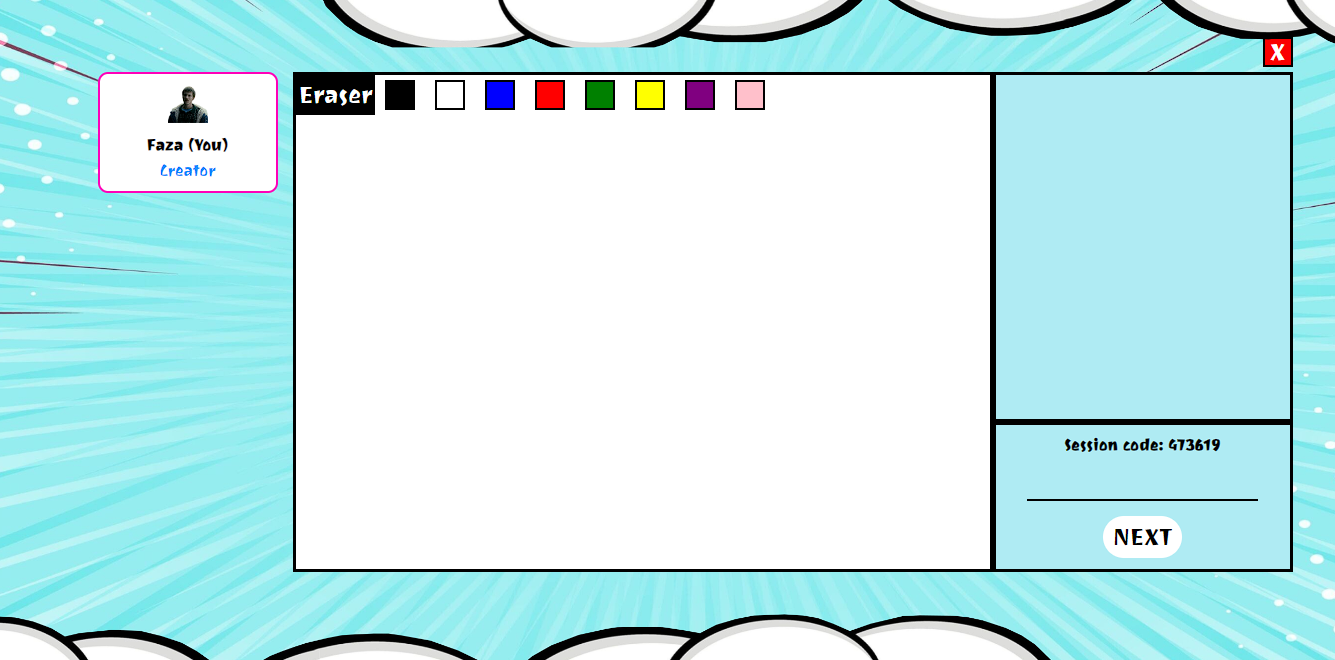 X
Eraser
Faza (You)
Creator
Session code: 473619
NEXT